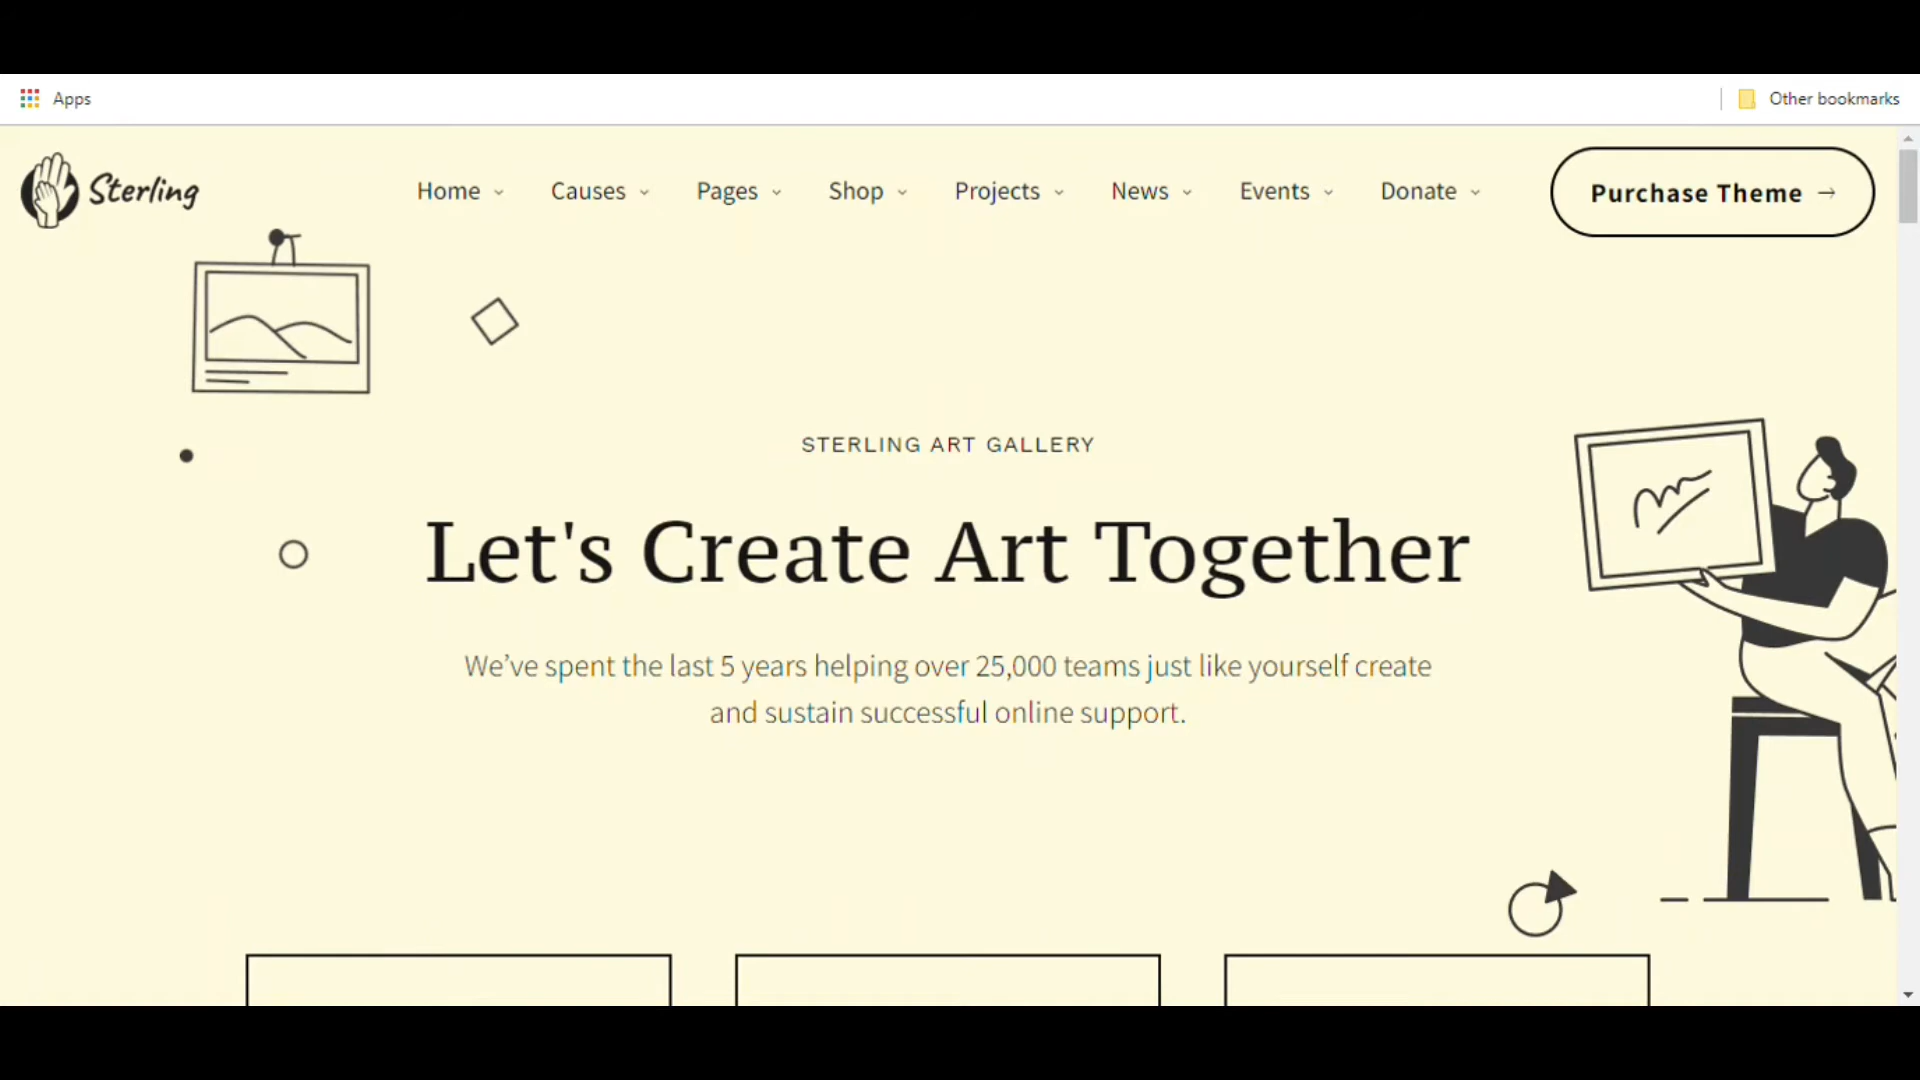 Apps
Other bookmarks
Sterling
Home
Causes
Pages
Shop
Projects
News
Events
Donate
Purchase Theme →
STERLING ART GALLERY
Let's Create Art Together
We’ve spent the last 5 years helping over 25,000 teams just like yourself create
and sustain successful online support.